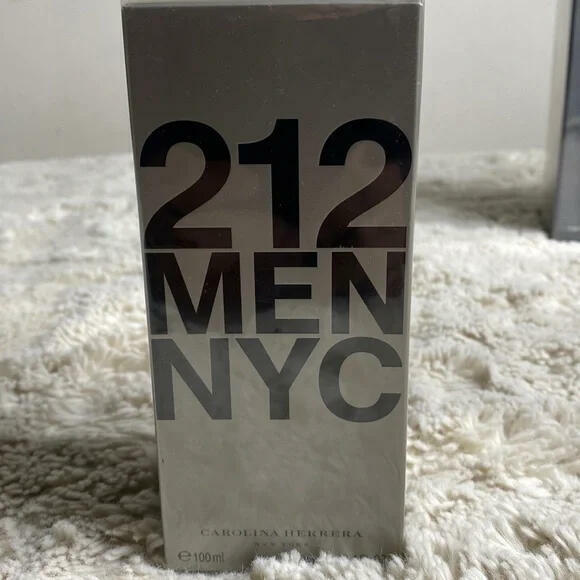 212
MEN
NYC
CAROLINA HERRERA
NEW YORK
℮100ml